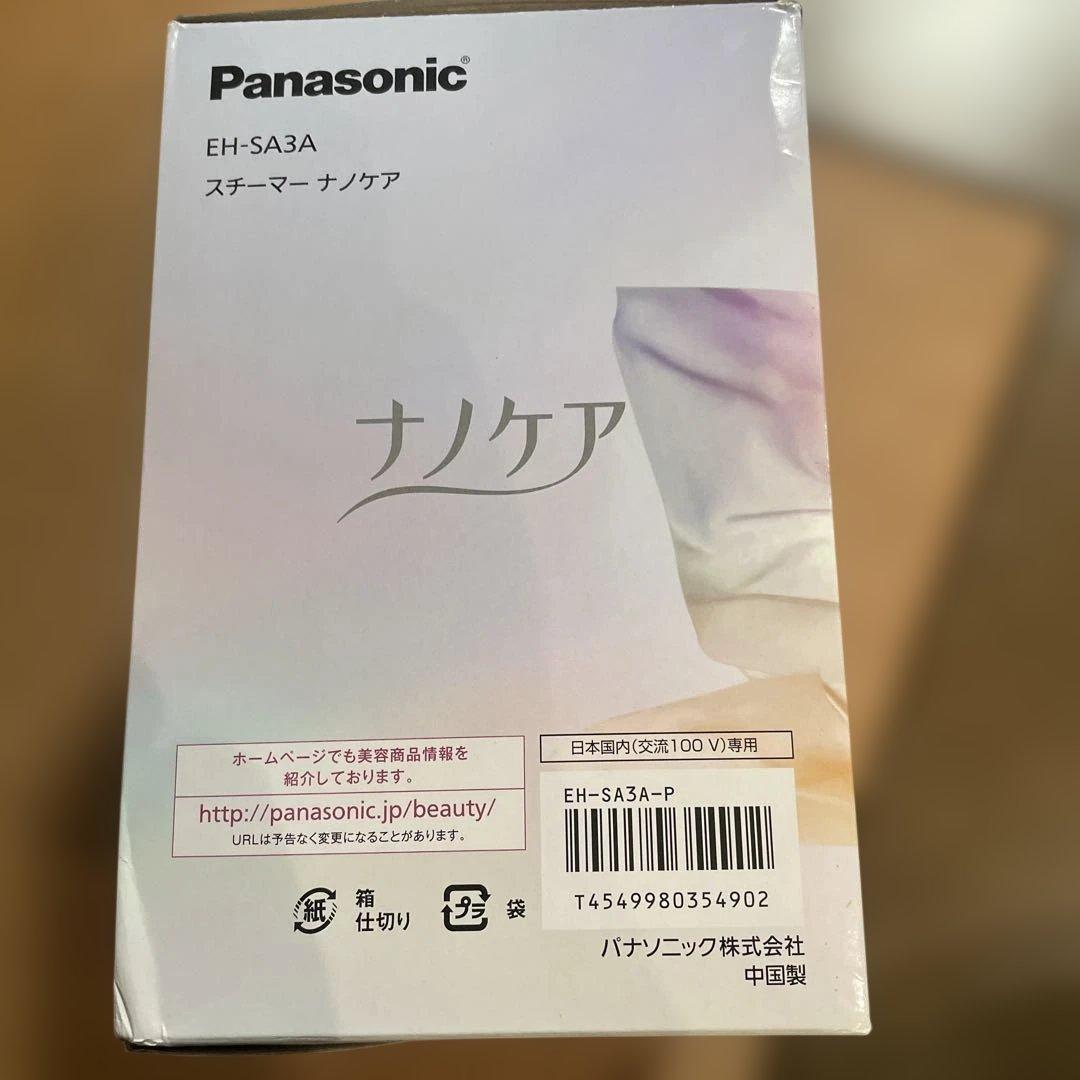 Panasonic®
EH-SA3A
スチーマー ナノケア
ナノケア
ホームページでも美容商品情報を
紹介しております。
http://panasonic.jp/beauty/
URLは予告なく変更になることがあります。
日本国内(交流100 V)専用
EH-SA3A-P
T4549980354902
紙 箱
仕切り
プラ 袋
パナソニック株式会社
中国製